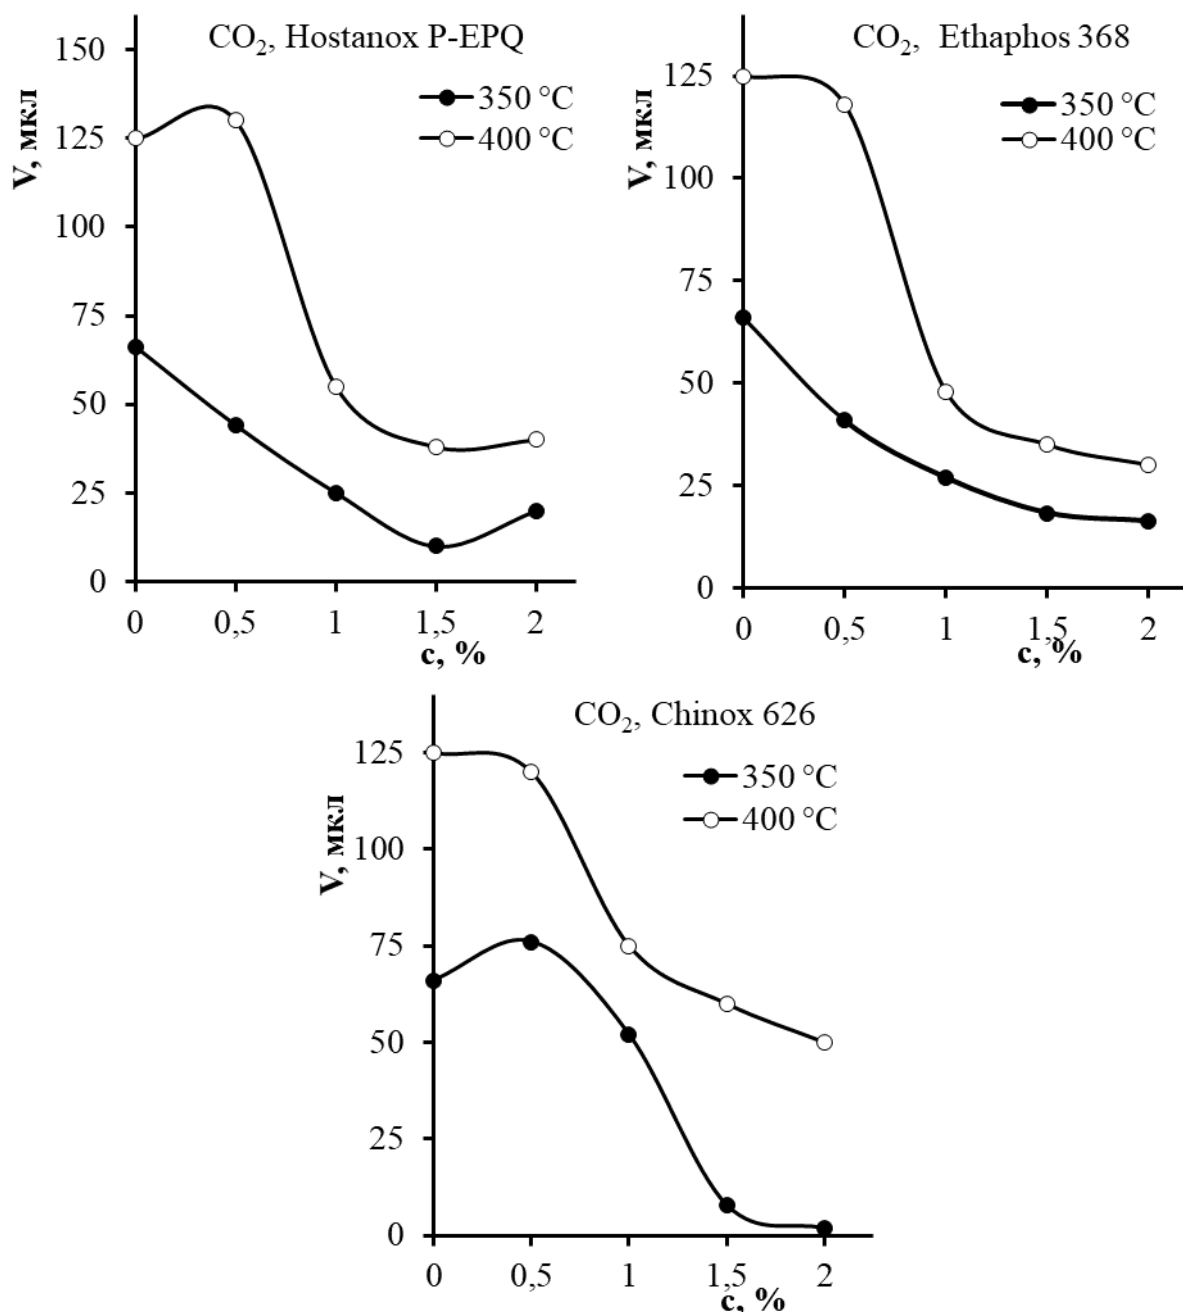 CO₂, Hostanox P-EPQ
350 °C
400 °C
V, мкл
150
125
100
75
50
25
0
0 0,5 1 1,5 2
c, %
CO₂, Ethaphos 368
350 °C
400 °C
V, мкл
125
100
75
50
25
0
0 0,5 1 1,5 2
c, %
CO₂, Chinox 626
350 °C
400 °C
V, мкл
125
100
75
50
25
0
0 0,5 1 1,5 2
c, %